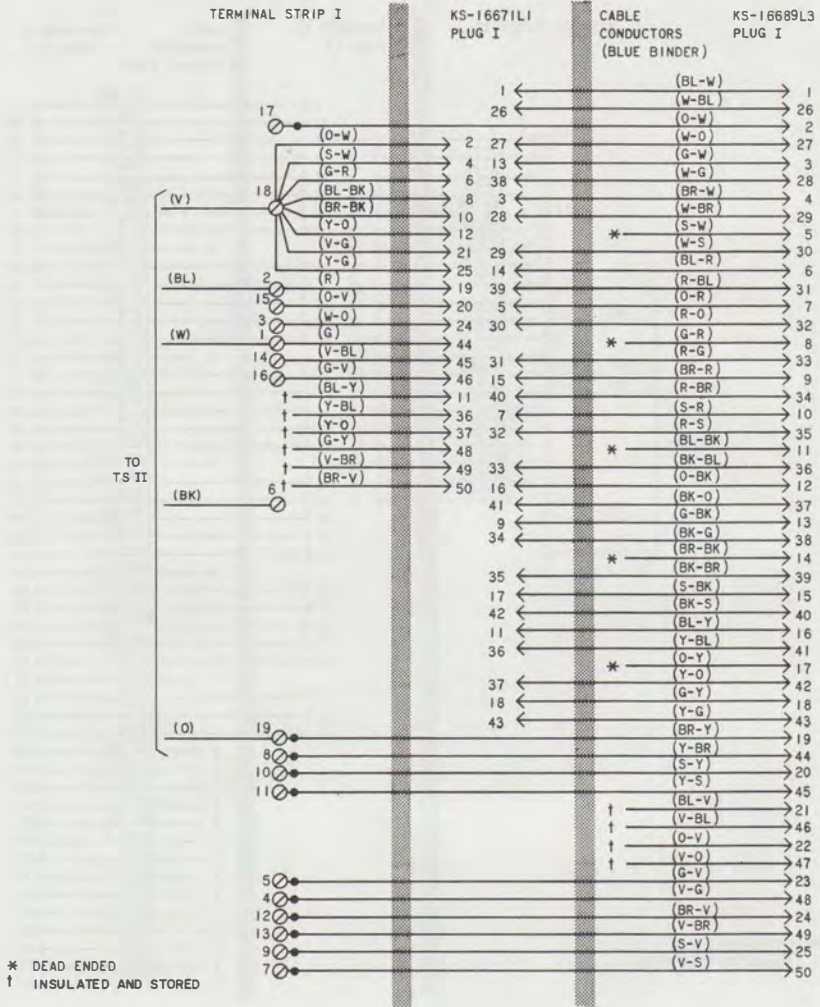 TERMINAL STRIP I
KS-16671L1
PLUG I
CABLE
CONDUCTORS
(BLUE BINDER)
KS-16689L3
PLUG I
1 (BL-W) 1
26 (W-BL) 26
17 (O-W) 2
(O-W) 2 27 (W-O) 27
(S-W) 4 13 (G-W) 3
(G-R) 6 38 (W-G) 28
(V) 18 (BL-BK) 8 3 (BR-W) 4
(BR-BK) 10 28 (W-BR) 29
(Y-O) 12 * (S-W) 5
(V-G) 21 29 (W-S) 30
(Y-G) 25 14 (BL-R) 6
(BL) 2 (R) 19 39 (R-BL) 31
15 (O-V) 20 5 (O-R) 7
3 (W-O) 24 30 (R-O) 32
(W) 1 (G) 44 * (G-R) 8
14 (V-BL) 45 31 (R-G) 33
16 (G-V) 46 15 (BR-R) 9
† (BL-Y) 11 40 (R-BR) 34
† (Y-BL) 36 7 (S-R) 10
† (Y-O) 37 32 (R-S) 35
† (G-Y) 48 * (BL-BK) 11
† (V-BR) 49 33 (BK-BL) 36
† (BR-V) 50 16 (O-BK) 12
TO
TS II
(BK) 6 41 (BK-O) 37
9 (G-BK) 13
34 (BK-G) 38
* (BR-BK) 14
35 (BK-BR) 39
17 (S-BK) 15
42 (BK-S) 40
11 (BL-Y) 16
36 (Y-BL) 41
* (O-Y) 17
37 (Y-O) 42
18 (G-Y) 18
43 (Y-G) 43
(O) 19 (BR-Y) 19
8 (Y-BR) 44
10 (S-Y) 20
11 (Y-S) 45
† (BL-V) 21
† (V-BL) 46
† (O-V) 22
† (V-O) 47
5 (G-V) 23
4 (V-G) 48
12 (BR-V) 24
13 (V-BR) 49
9 (S-V) 25
7 (V-S) 50
* DEAD ENDED
† INSULATED AND STORED